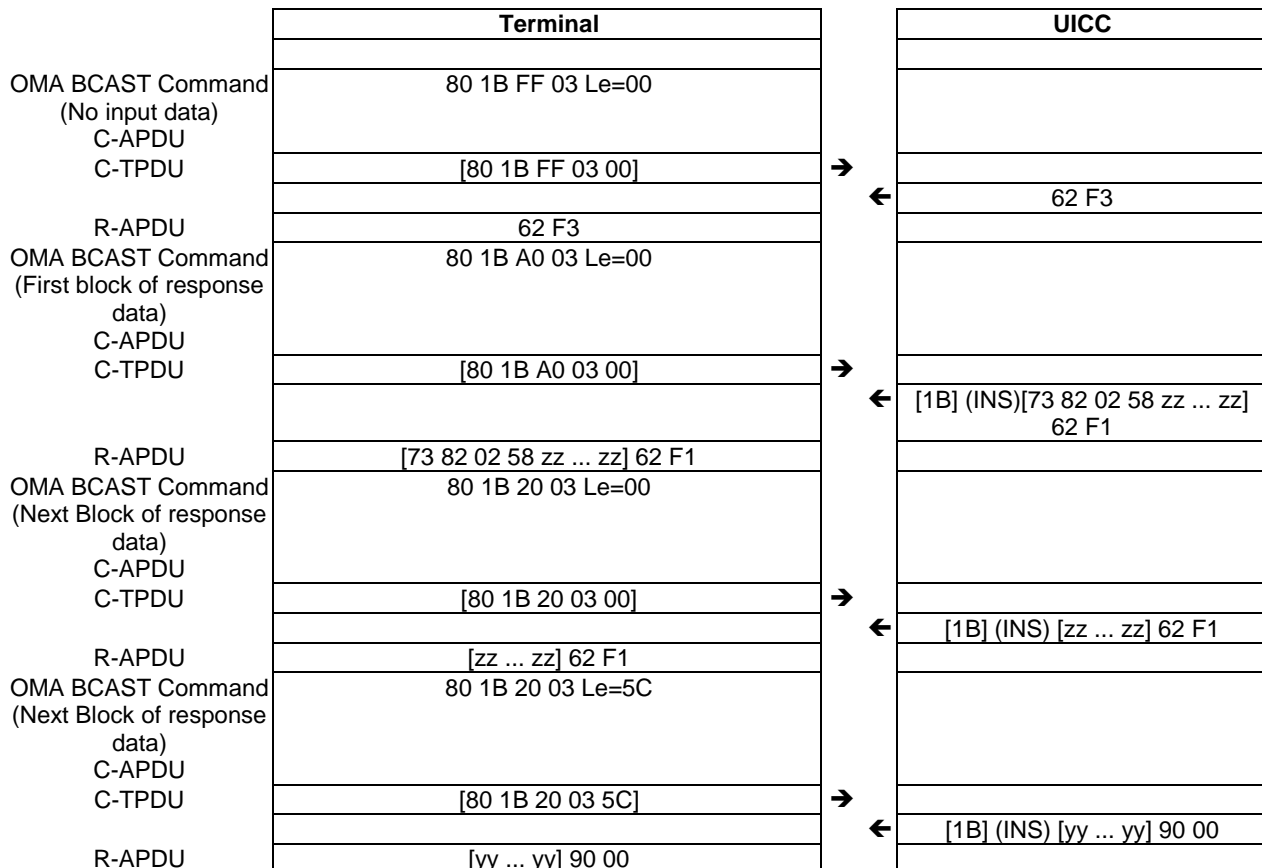 Terminal UICC
OMA BCAST Command 80 1B FF 03 Le=00
(No input data)
C-APDU
C-TPDU [80 1B FF 03 00] ➔
🡰 62 F3
R-APDU 62 F3
OMA BCAST Command 80 1B A0 03 Le=00
(First block of response
data)
C-APDU
C-TPDU [80 1B A0 03 00] ➔
🡰 [1B] (INS)[73 82 02 58 zz ... zz]
62 F1
R-APDU [73 82 02 58 zz ... zz] 62 F1
OMA BCAST Command 80 1B 20 03 Le=00
(Next Block of response
data)
C-APDU
C-TPDU [80 1B 20 03 00] ➔
🡰 [1B] (INS) [zz ... zz] 62 F1
R-APDU [zz ... zz] 62 F1
OMA BCAST Command 80 1B 20 03 Le=5C
(Next Block of response
data)
C-APDU
C-TPDU [80 1B 20 03 5C] ➔
🡰 [1B] (INS) [yy ... yy] 90 00
R-APDU [yy ... yy] 90 00